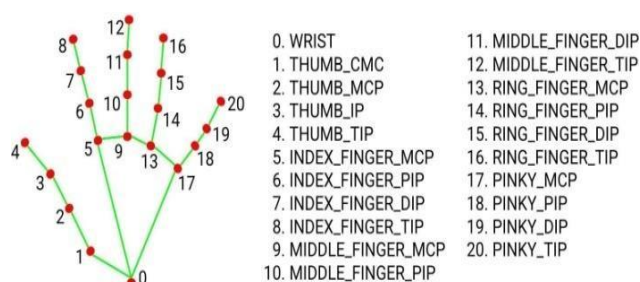 12
8
16
11
7
15
20
6
10
14
19
4
5
9
13
18
3
17
2
1
0
0. WRIST
1. THUMB_CMC
2. THUMB_MCP
3. THUMB_IP
4. THUMB_TIP
5. INDEX_FINGER_MCP
6. INDEX_FINGER_PIP
7. INDEX_FINGER_DIP
8. INDEX_FINGER_TIP
9. MIDDLE_FINGER_MCP
10. MIDDLE_FINGER_PIP
11. MIDDLE_FINGER_DIP
12. MIDDLE_FINGER_TIP
13. RING_FINGER_MCP
14. RING_FINGER_PIP
15. RING_FINGER_DIP
16. RING_FINGER_TIP
17. PINKY_MCP
18. PINKY_PIP
19. PINKY_DIP
20. PINKY_TIP